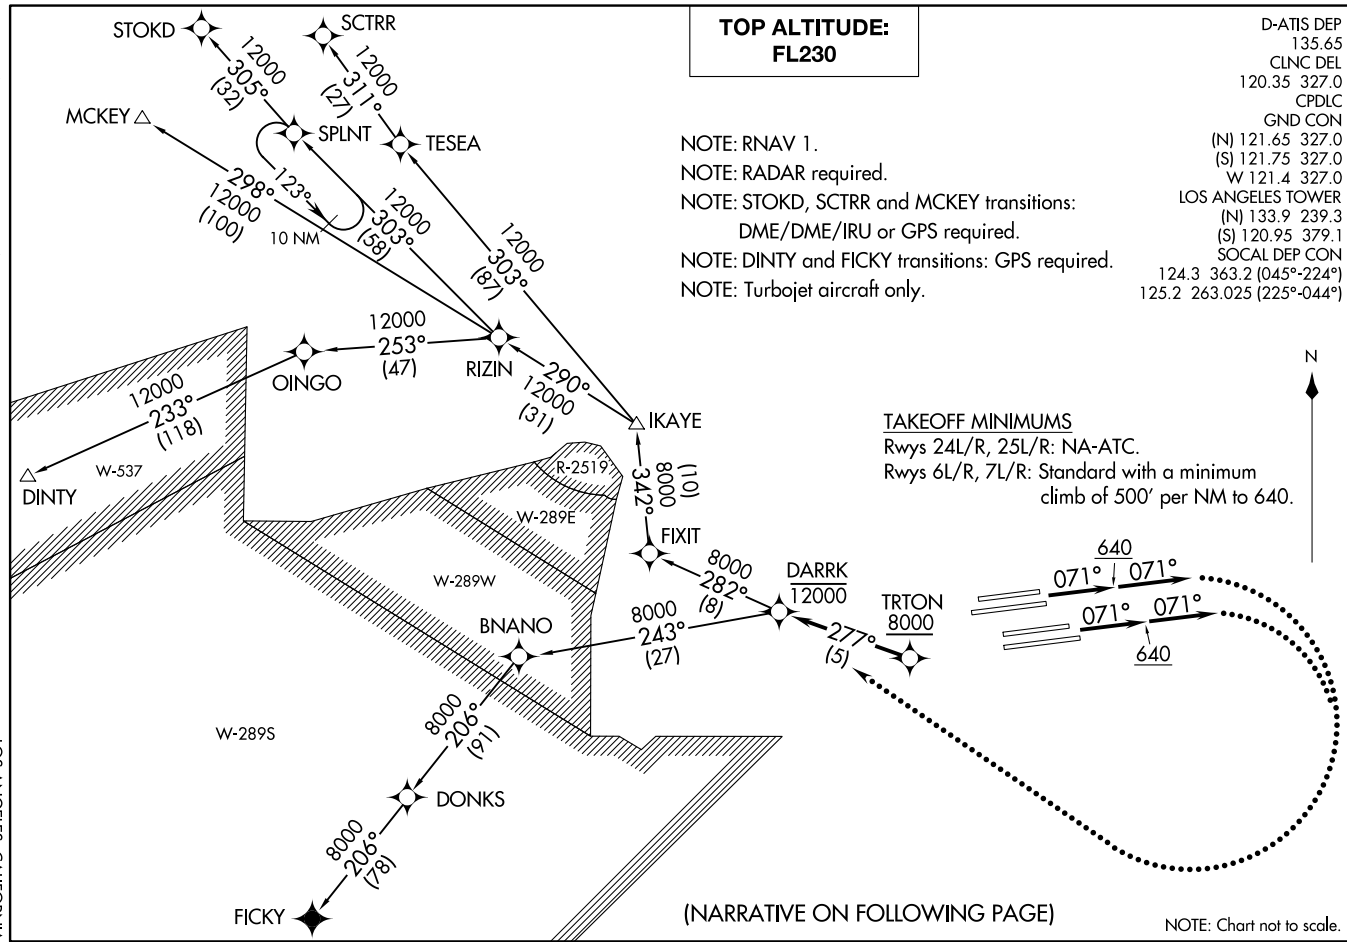 TOP ALTITUDE:
FL230
D-ATIS DEP
135.65
CLNC DEL
120.35 327.0
CPDLC
GND CON
(N) 121.65 327.0
(S) 121.75 327.0
W 121.4 327.0
LOS ANGELES TOWER
(N) 133.9 239.3
(S) 120.95 379.1
SOCAL DEP CON
124.3 363.2 (045°-224°)
125.2 263.025 (225°-044°)
NOTE: RNAV 1.
NOTE: RADAR required.
NOTE: STOKD, SCTRR and MCKEY transitions:
DME/DME/IRU or GPS required.
NOTE: DINTY and FICKY transitions: GPS required.
NOTE: Turbojet aircraft only.
STOKD
SCTRR
12000
305°
(32)
12000
311°
(27)
MCKEY
SPLNT
TESEA
123°
10 NM
298°
12000
(100)
12000
303°
(58)
12000
303°
(87)
12000
253°
(47)
OINGO
RIZIN
290°
12000
(31)
12000
233°
(118)
IKAYE
N
TAKEOFF MINIMUMS
Rwys 24L/R, 25L/R: NA-ATC.
Rwys 6L/R, 7L/R: Standard with a minimum
climb of 500' per NM to 640.
W-537
DINTY
R-2519
W-289E
342°
8000
(10)
FIXIT
W-289W
8000
282°
(8)
DARRK
12000
TRTON
8000
640
071°
071°
071°
071°
640
277°
(5)
BNANO
8000
243°
(27)
W-289S
8000
206°
(91)
DONKS
8000
206°
(78)
FICKY
(NARRATIVE ON FOLLOWING PAGE)
NOTE: Chart not to scale.